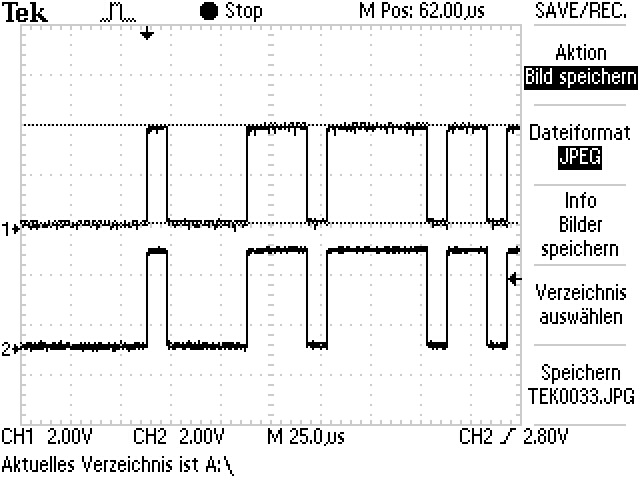 Tek Stop M Pos: 62.00µs SAVE/REC.
Aktion
Bild speichern
Dateiformat
JPEG
Info
Bilder
speichern
Verzeichnis
auswählen
Speichern
TEK0033.JPG
1
2
CH1 2.00V CH2 2.00V M 25.0µs CH2 2.80V
Aktuelles Verzeichnis ist A:\